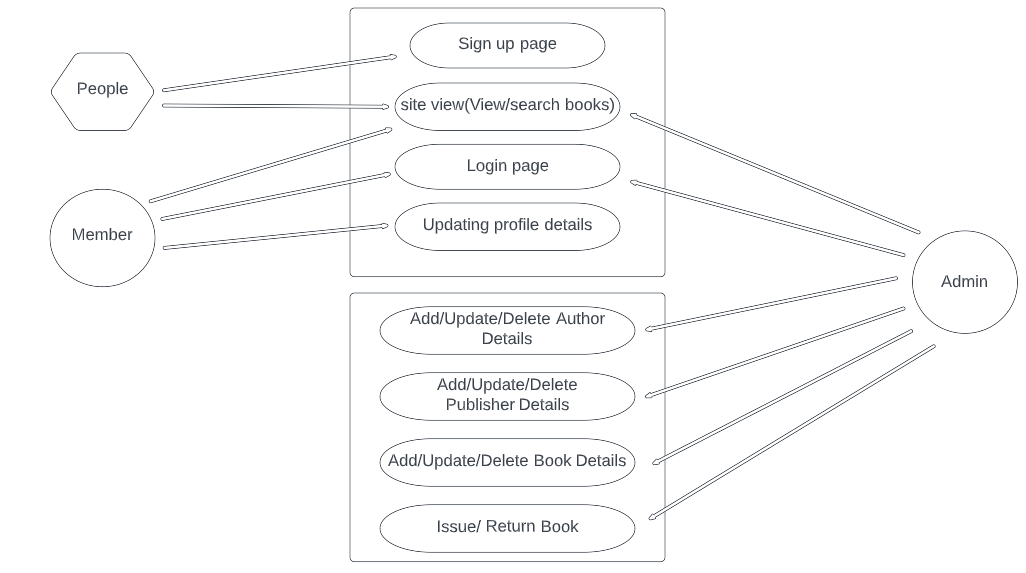 People
Member
Sign up page
site view(View/search books)
Login page
Updating profile details
Add/Update/Delete Author
Details
Add/Update/Delete
Publisher Details
Add/Update/Delete Book Details
Issue/ Return Book
Admin